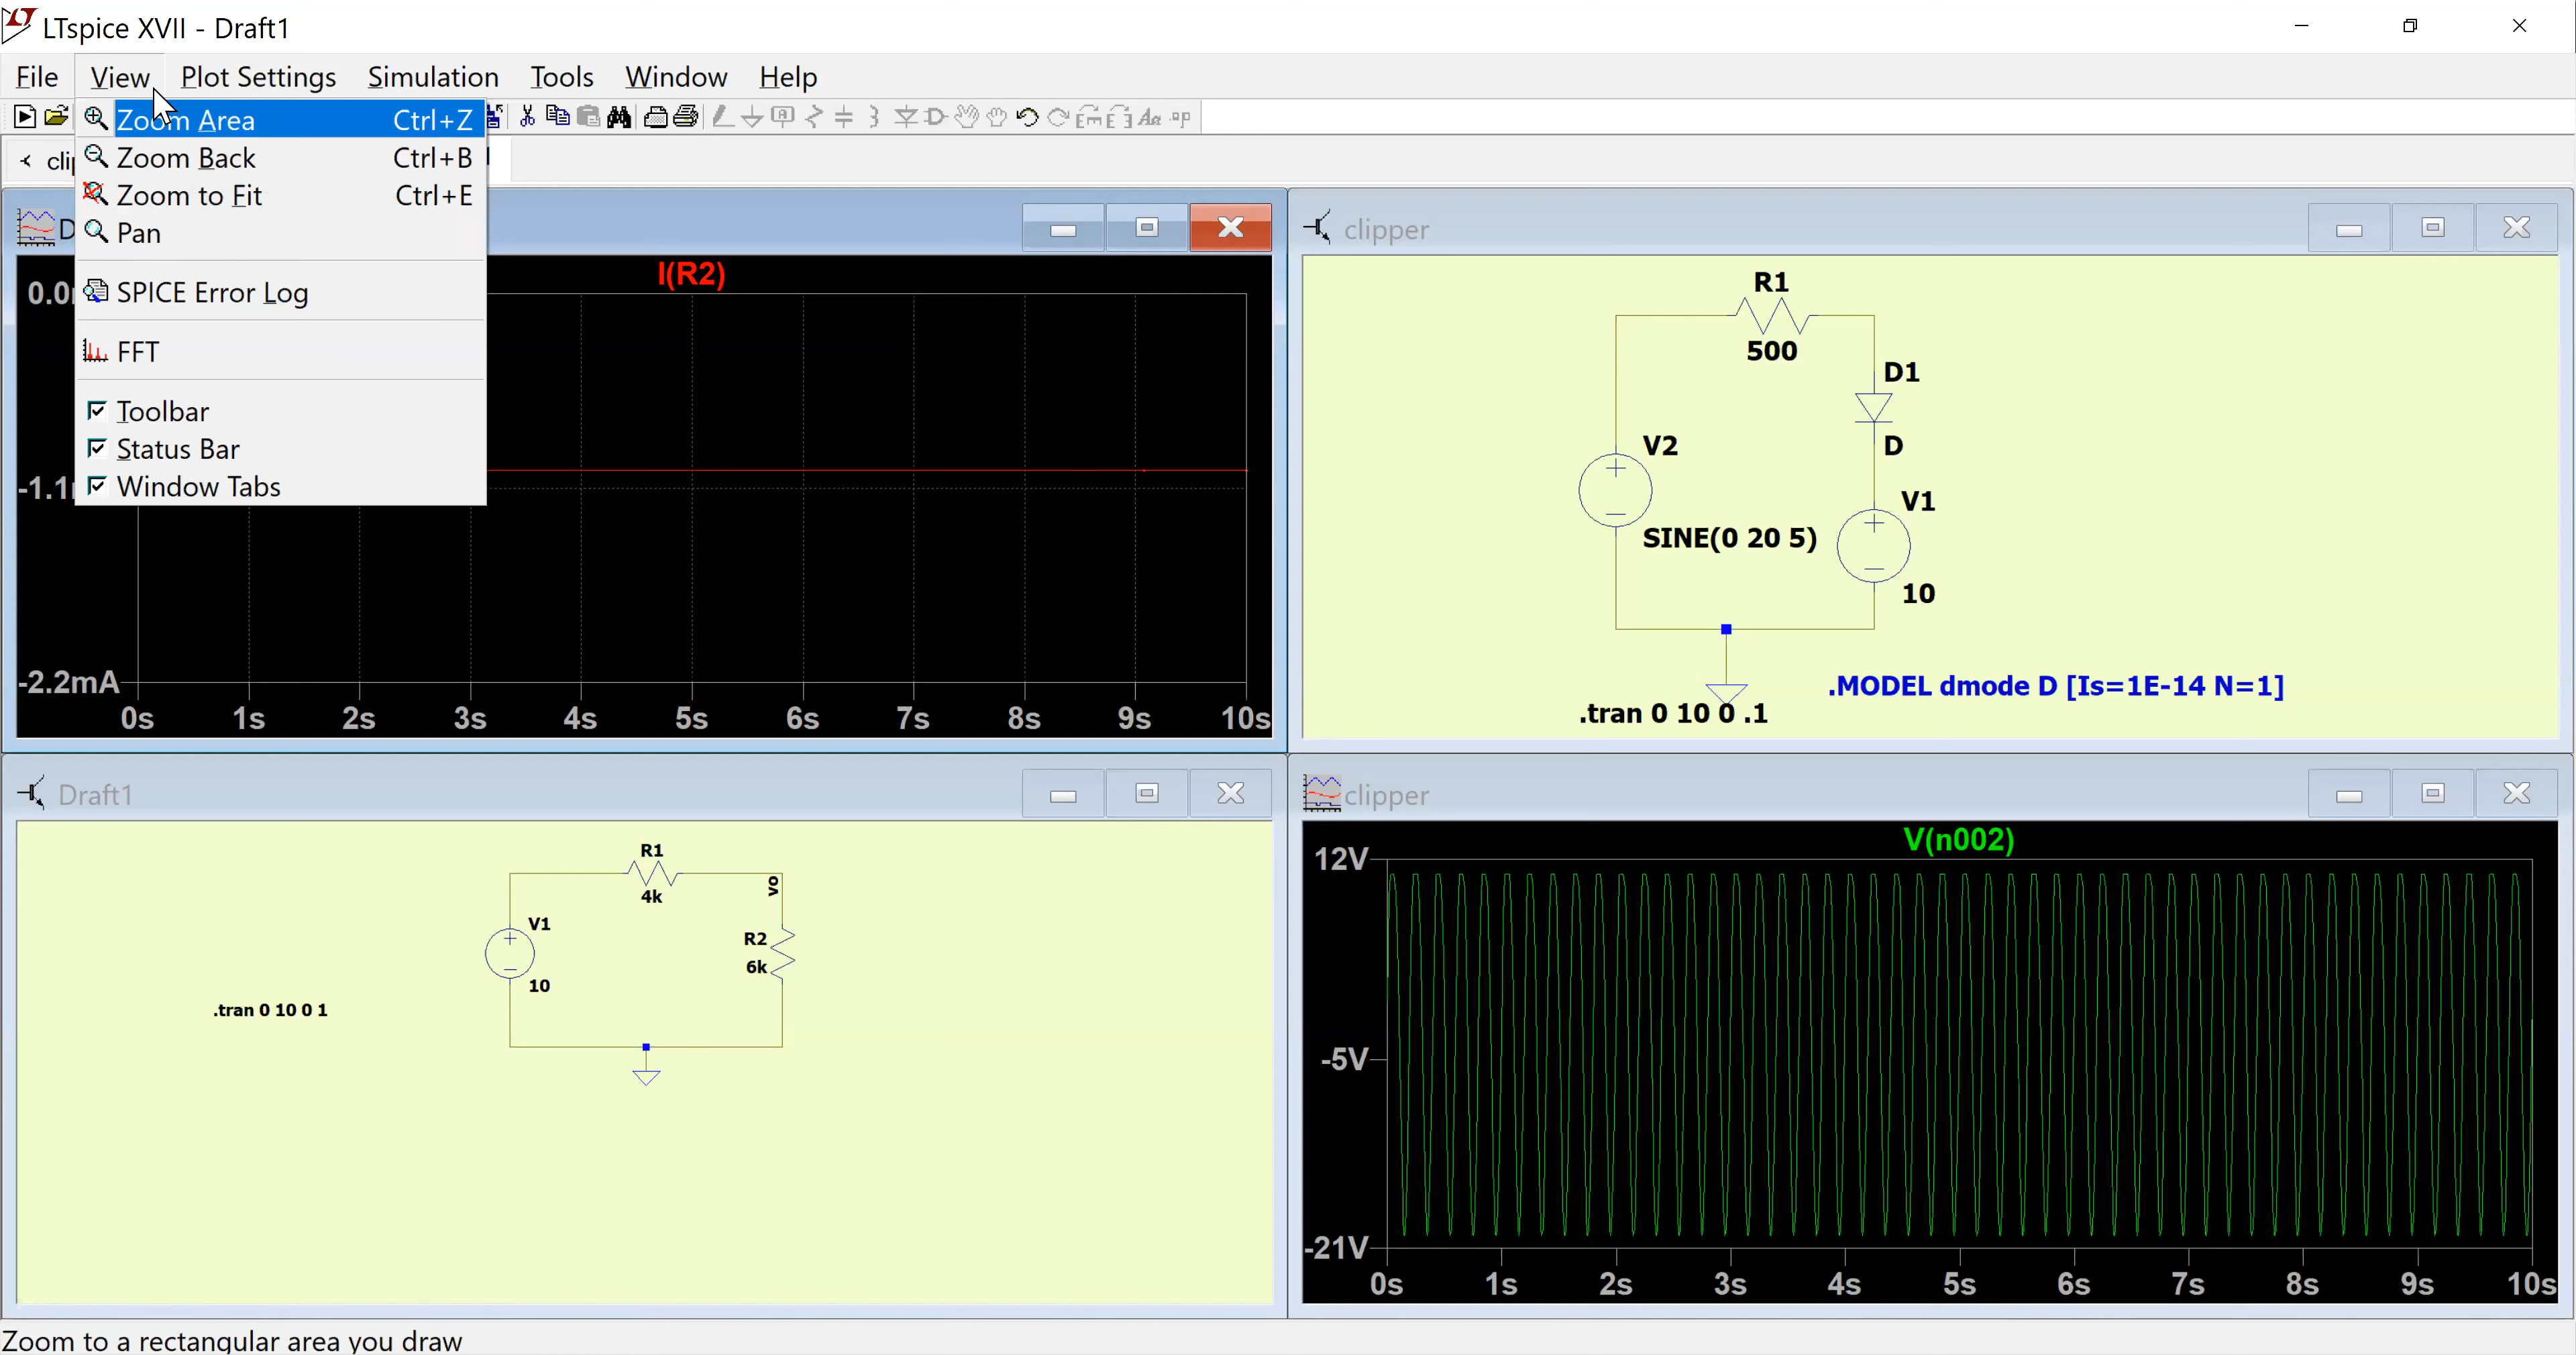 LTspice XVII - Draft1
File View Plot Settings Simulation Tools Window Help
Zoom Area Ctrl+Z
Zoom Back Ctrl+B
Zoom to Fit Ctrl+E
Pan
SPICE Error Log
FFT
Toolbar
Status Bar
Window Tabs
I(R2)
-2.2mA
0s 1s 2s 3s 4s 5s 6s 7s 8s 9s 10s
clipper
R1
500
D1
D
V2
SINE(0 20 5)
V1
10
.MODEL dmode D [Is=1E-14 N=1]
.tran 0 10 0 .1
Draft1
R1
4k
vo
V1
10
R2
6k
.tran 0 10 0 1
clipper
V(n002)
12V
-5V
-21V
0s 1s 2s 3s 4s 5s 6s 7s 8s 9s 10s
Zoom to a rectangular area you draw